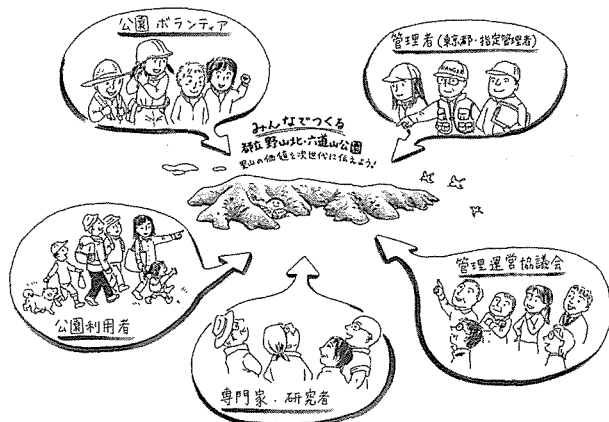 公園ボランティア
管理者(東京都・指定管理者)
RANGER
みんなでつくる
都立野山北・六道山公園
里山の価値を次世代に伝えよう!
公園利用者
管理運営協議会
専門家・研究者